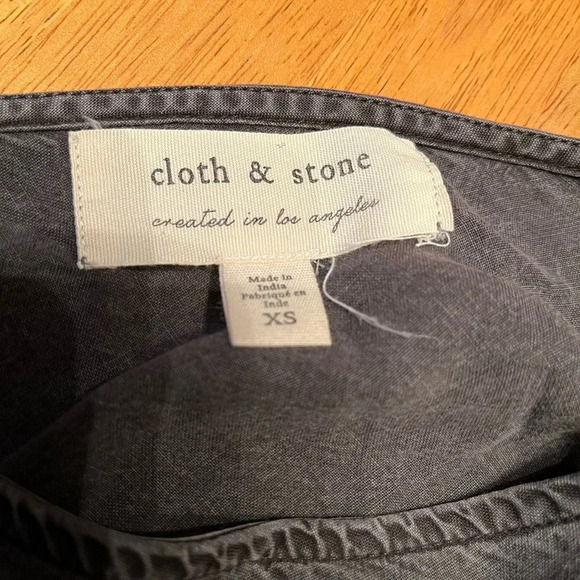 cloth & stone
created in los angeles
Made in
India
Fabriqué en
Inde
XS